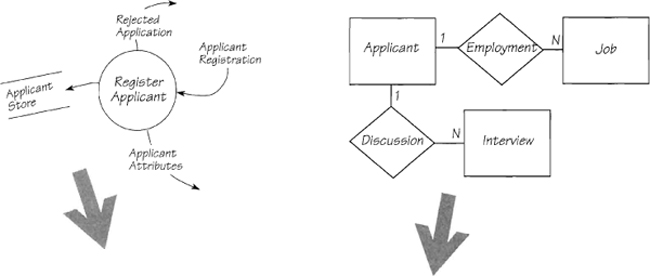 Rejected
Application
Applicant
Registration
Register
Applicant
Applicant
Store
Applicant
Attributes
Applicant
1
Employment
N
Job
1
Discussion
N
Interview